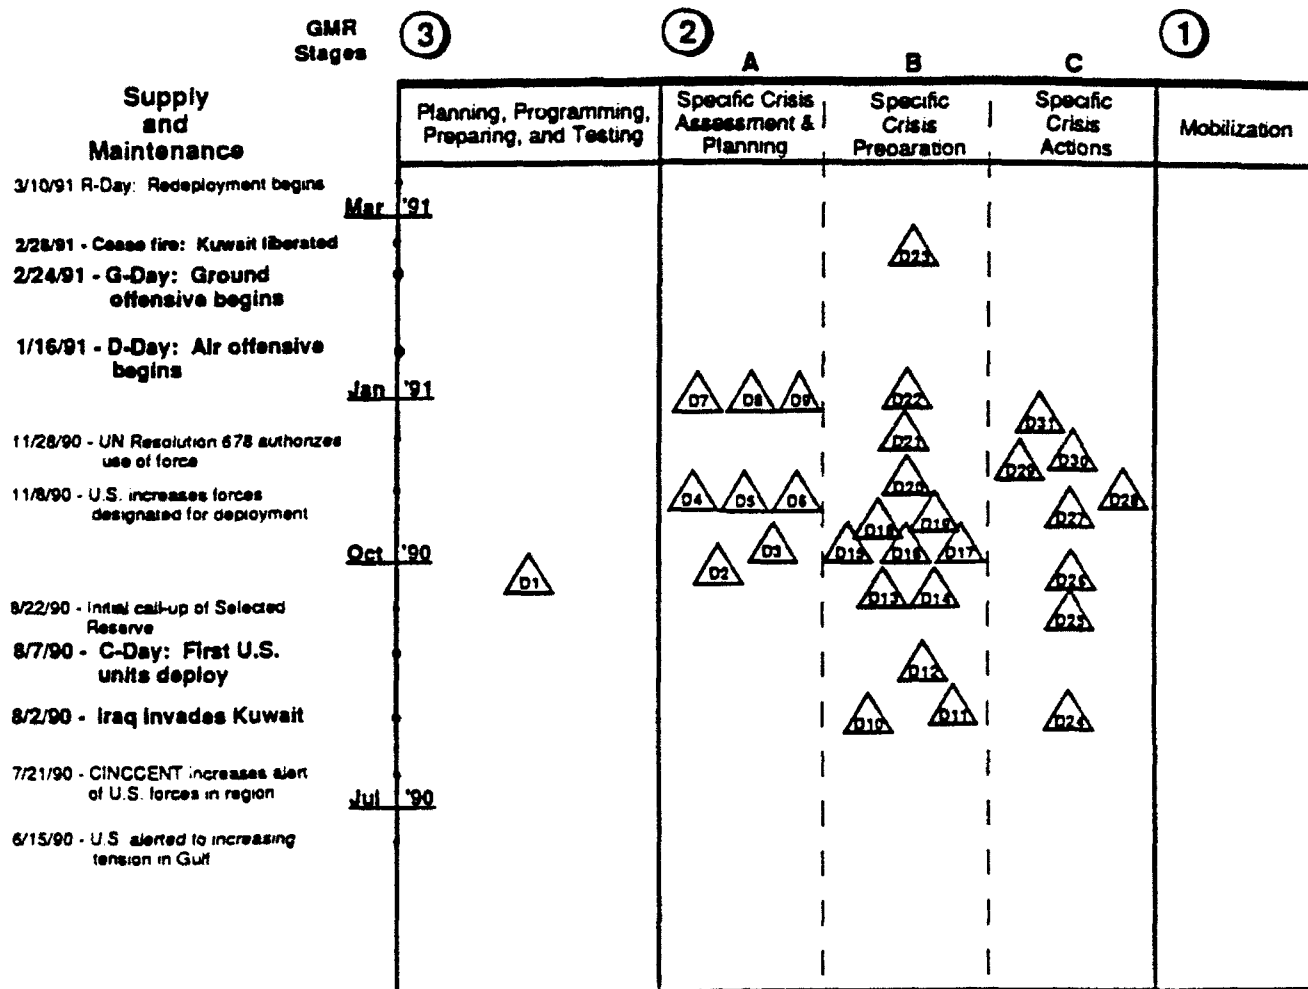 GMR
Stages
3
2
1
A
B
C
Supply
and
Maintenance
Planning, Programming,
Preparing, and Testing
Specific Crisis
Assessment &
Planning
Specific
Crisis
Preparation
Specific
Crisis
Actions
Mobilization
3/10/91 R-Day: Redeployment begins
Mar '91
2/28/91 - Cease fire: Kuwait liberated
D23
2/24/91 - G-Day: Ground
offensive begins
1/16/91 - D-Day: Air offensive
begins
Jan '91
D7 D8 D9 D22
D31
D21
11/28/90 - UN Resolution 678 authorizes
use of force
D29 D30
D20
11/8/90 - U.S. increases forces
designated for deployment
D4 D5 D6 D28
D18 D19 D27
Oct '90
D3 D15 D16 D17
D1 D2 D26
D13 D14
8/22/90 - Initial call-up of Selected
Reserve
D25
8/7/90 - C-Day: First U.S.
units deploy
D12
8/2/90 - Iraq invades Kuwait
D10 D11 D24
7/21/90 - CINCCENT increases alert
of U.S. forces in region
Jul '90
6/15/90 - U.S. alerted to increasing
tension in Gulf